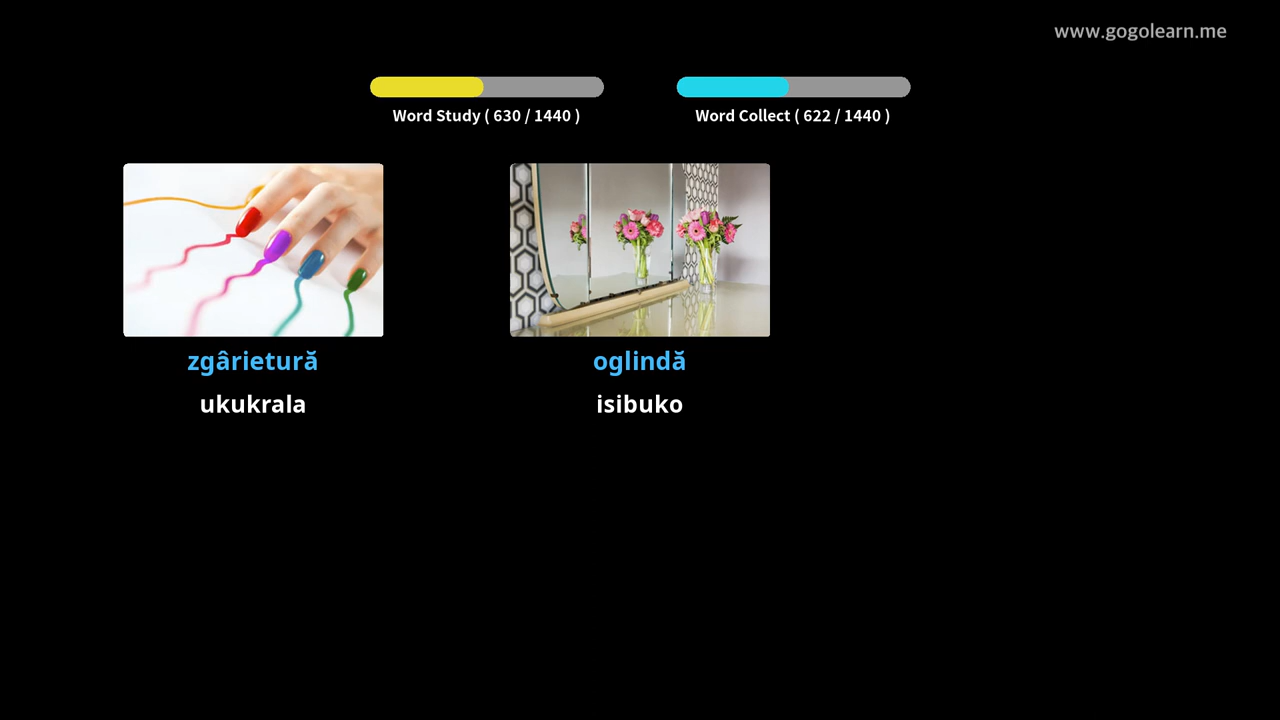 www.gogolearn.me
Word Study ( 630 / 1440 )
Word Collect ( 622 / 1440 )
zgârietură
oglindă
ukukrala
isibuko